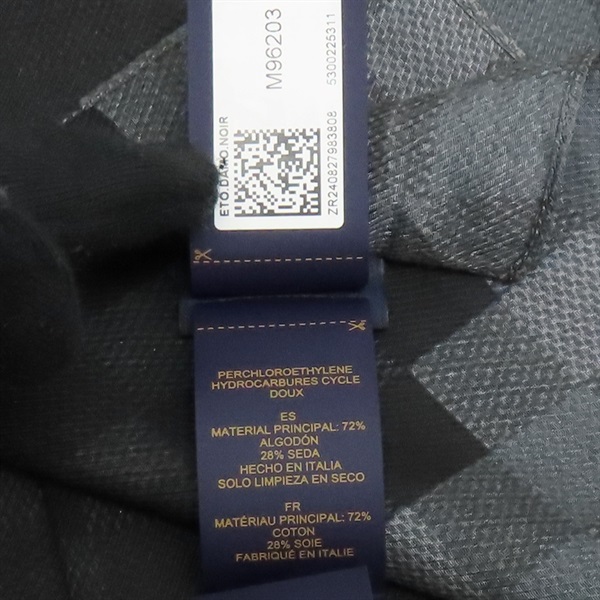 ETO.DAMO.NOIR
M96203
5300225311
ZR240827983808
PERCHLOROETHYLENE
HYDROCARBURES CYCLE
DOUX
ES
MATERIAL PRINCIPAL: 72%
ALGODÓN
28% SEDA
HECHO EN ITALIA
SOLO LIMPIEZA EN SECO
FR
MATÉRIAU PRINCIPAL: 72%
COTON
28% SOIE
FABRIQUÉ EN ITALIE